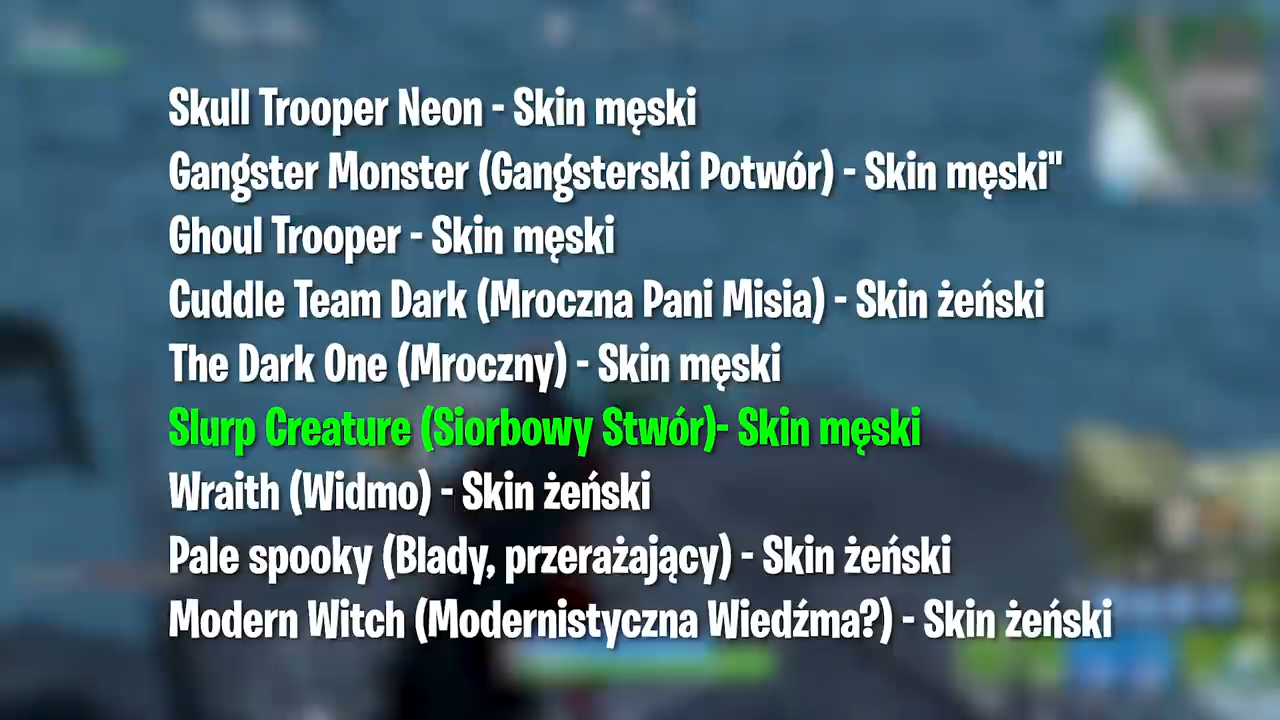 Skull Trooper Neon - Skin męski
Gangster Monster (Gangsterski Potwór) - Skin męski"
Ghoul Trooper - Skin męski
Cuddle Team Dark (Mroczna Pani Misia) - Skin żeński
The Dark One (Mroczny) - Skin męski
Slurp Creature (Siorbowy Stwór)- Skin męski
Wraith (Widmo) - Skin żeński
Pale spooky (Blady, przerażający) - Skin żeński
Modern Witch (Modernistyczna Wiedźma?) - Skin żeński